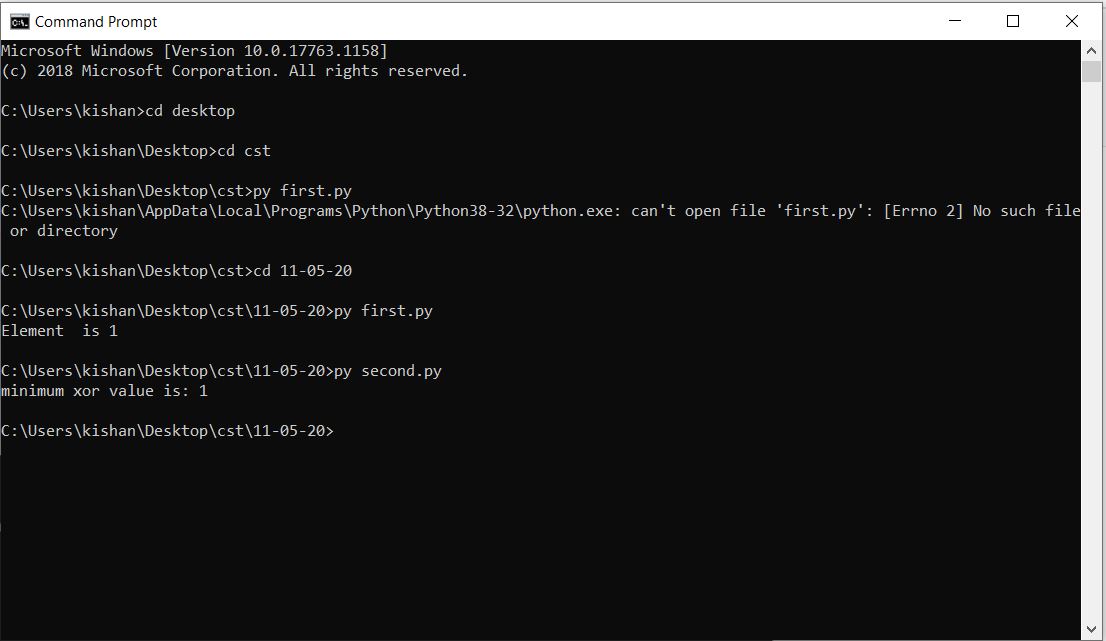 Command Prompt
Microsoft Windows [Version 10.0.17763.1158]
(c) 2018 Microsoft Corporation. All rights reserved.
C:\Users\kishan>cd desktop
C:\Users\kishan\Desktop>cd cst
C:\Users\kishan\Desktop\cst>py first.py
C:\Users\kishan\AppData\Local\Programs\Python\Python38-32\python.exe: can't open file 'first.py': [Errno 2] No such file
 or directory
C:\Users\kishan\Desktop\cst>cd 11-05-20
C:\Users\kishan\Desktop\cst\11-05-20>py first.py
Element  is 1
C:\Users\kishan\Desktop\cst\11-05-20>py second.py
minimum xor value is: 1
C:\Users\kishan\Desktop\cst\11-05-20>